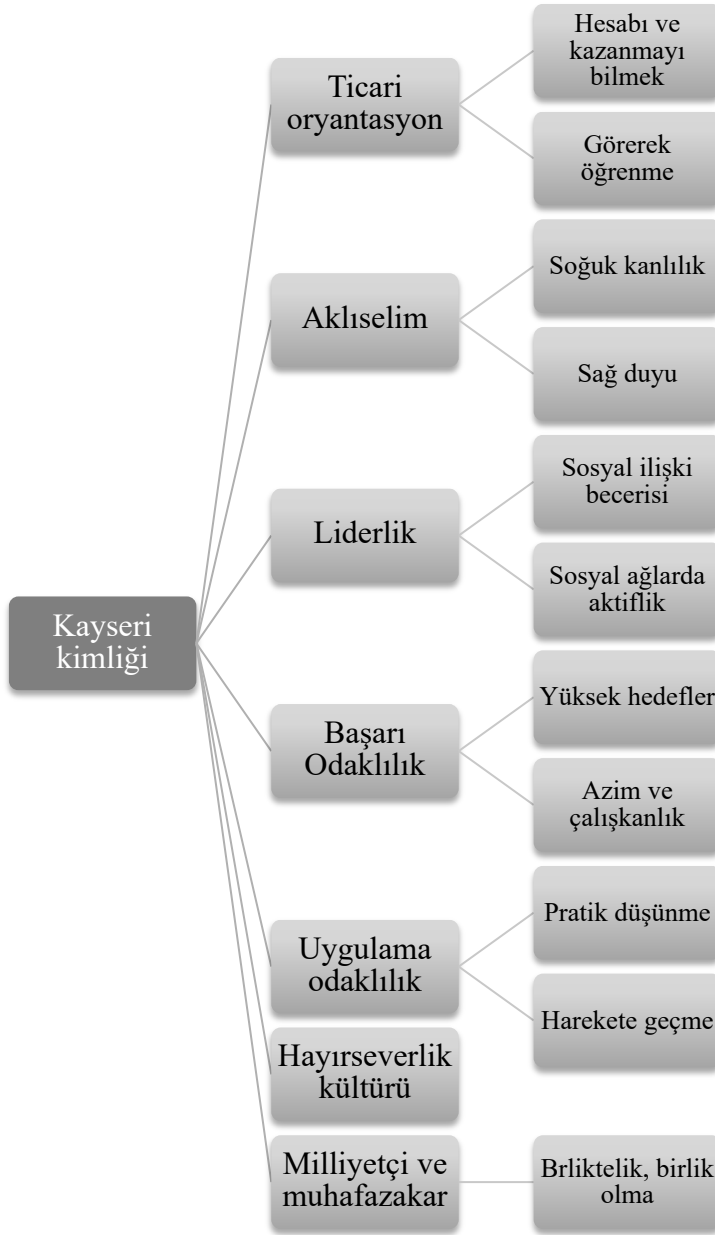 Kayseri
kimliği
Ticari
oryantasyon
Hesabı ve
kazanmayı
bilmek
Görerek
öğrenme
Aklıselim
Soğuk kanlılık
Sağ duyu
Liderlik
Sosyal ilişki
becerisi
Sosyal ağlarda
aktiflik
Başarı
Odaklılık
Yüksek hedefler
Azim ve
çalışkanlık
Uygulama
odaklılık
Pratik düşünme
Harekete geçme
Hayırseverlik
kültürü
Milliyetçi ve
muhafazakar
Brliktelik, birlik
olma